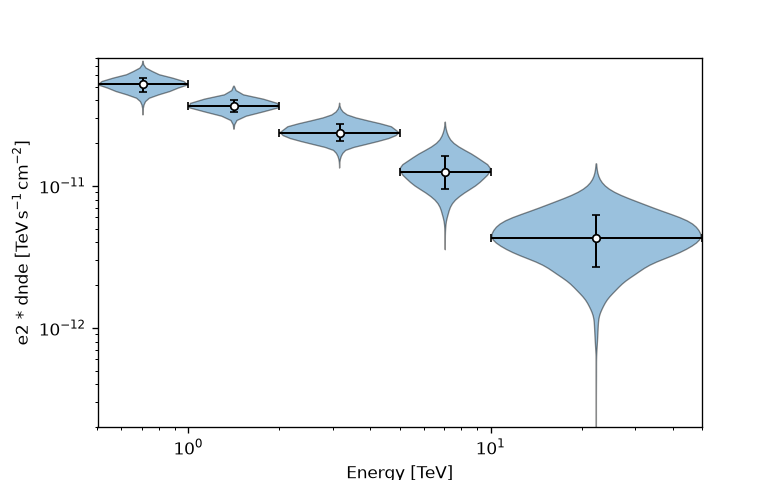 e2 * dnde [TeV s⁻¹ cm⁻²]
10⁻¹¹
10⁻¹²
10⁰
10¹
Energy [TeV]